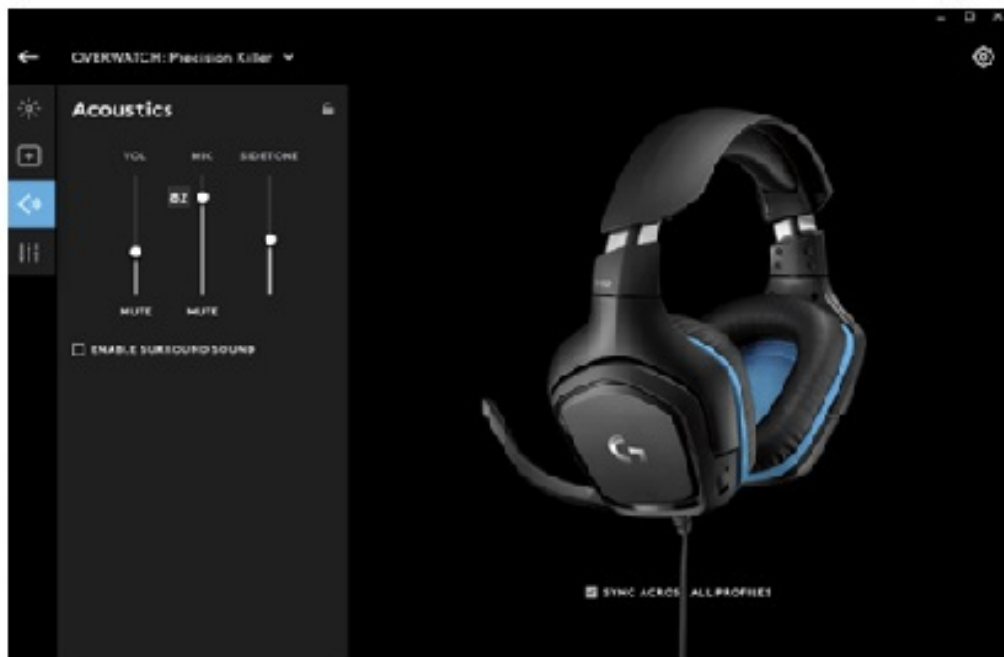 OVERWATCH: Precision Killer
Acoustics
VOL MIC SIDETONE
82
MUTE MUTE
ENABLE SURROUND SOUND
SYNC ACROSS ALL PROFILES